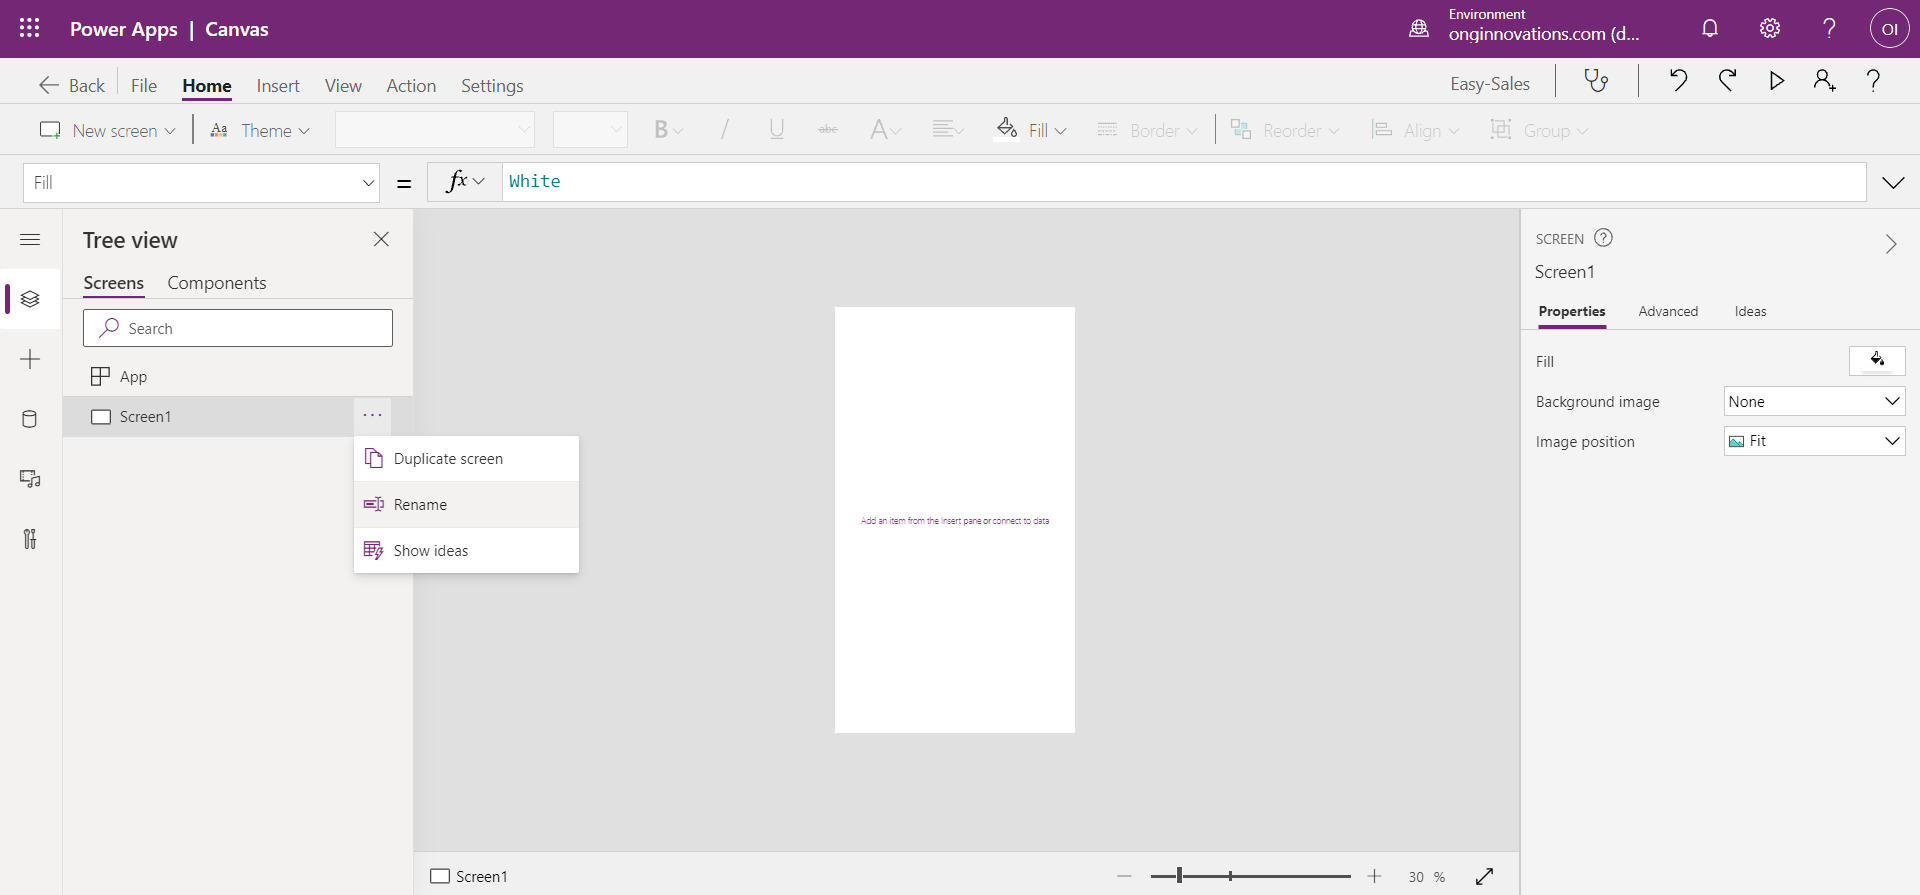 Power Apps | Canvas
Environment
onginnovations.com (d...
OI
Back
File
Home
Insert
View
Action
Settings
Easy-Sales
New screen
Theme
B
/
U
abc
A
Fill
Border
Reorder
Align
Group
Fill
=
fx
White
Tree view
Screens
Components
Search
App
Screen1
Duplicate screen
Rename
Show ideas
Add an item from the Insert pane or connect to data
SCREEN
Screen1
Properties
Advanced
Ideas
Fill
Background image
None
Image position
Fit
Screen1
30 %